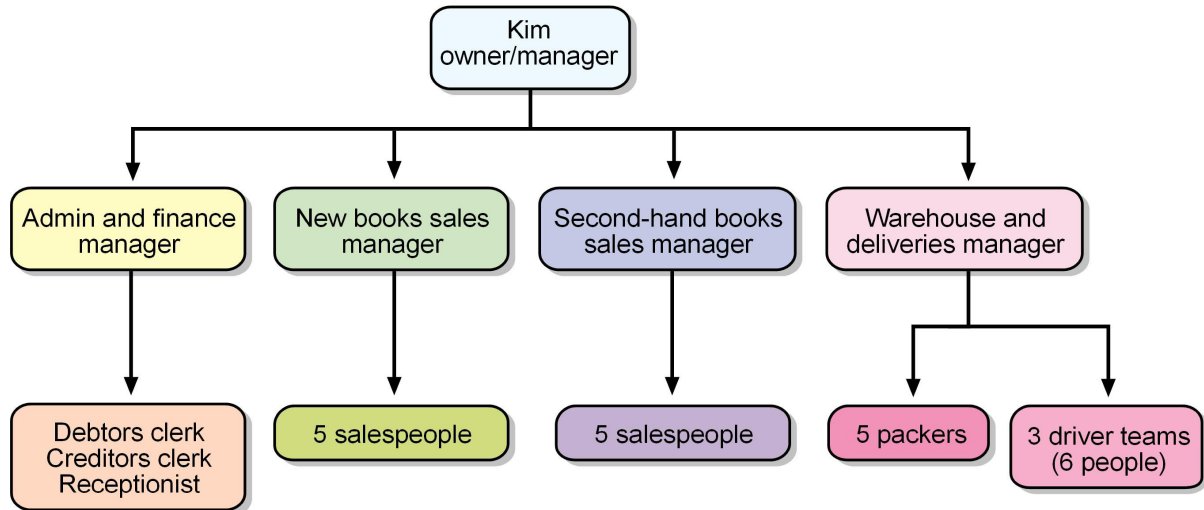 Kim
owner/manager
Admin and finance
manager
New books sales
manager
Second-hand books
sales manager
Warehouse and
deliveries manager
Debtors clerk
Creditors clerk
Receptionist
5 salespeople
5 salespeople
5 packers
3 driver teams
(6 people)